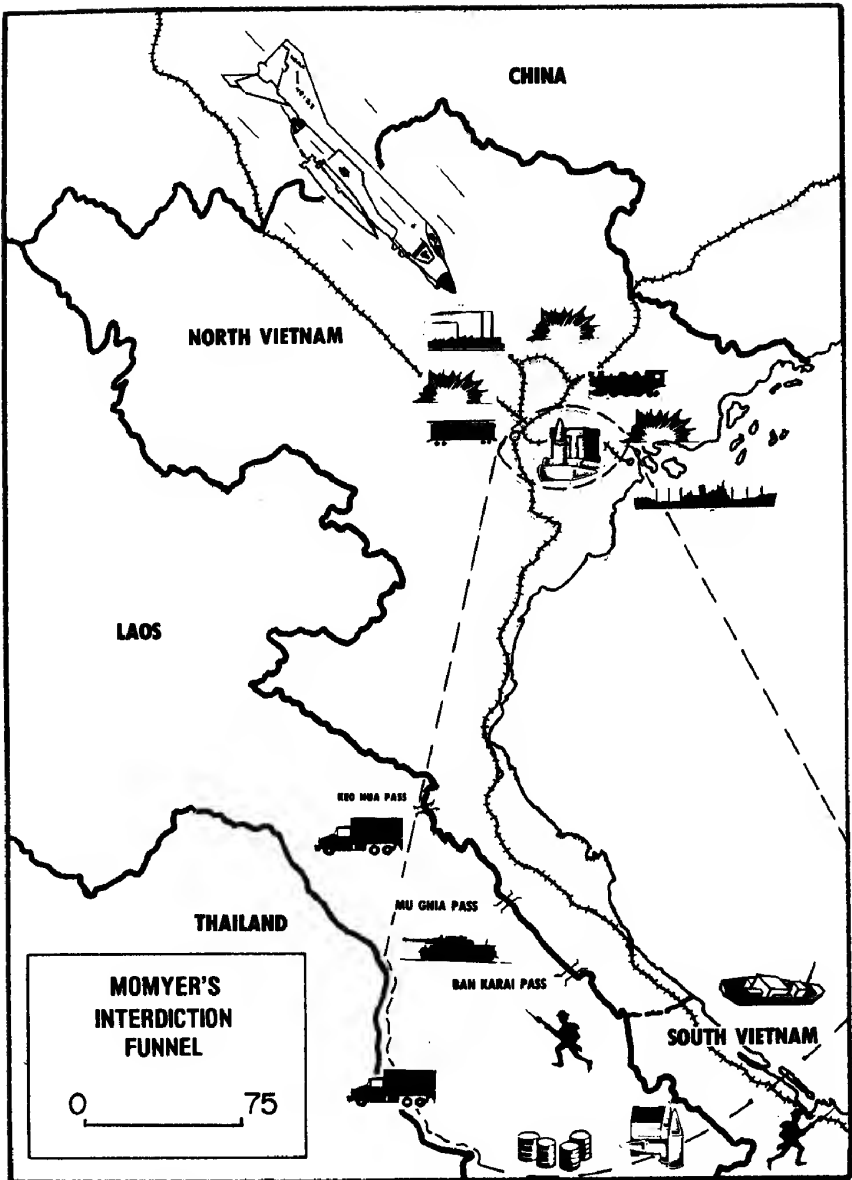 CHINA
NORTH VIETNAM
LAOS
KEO NUA PASS
THAILAND
MU GHIA PASS
BAN KARAI PASS
SOUTH VIETNAM
MOMYER'S
INTERDICTION
FUNNEL
0 75